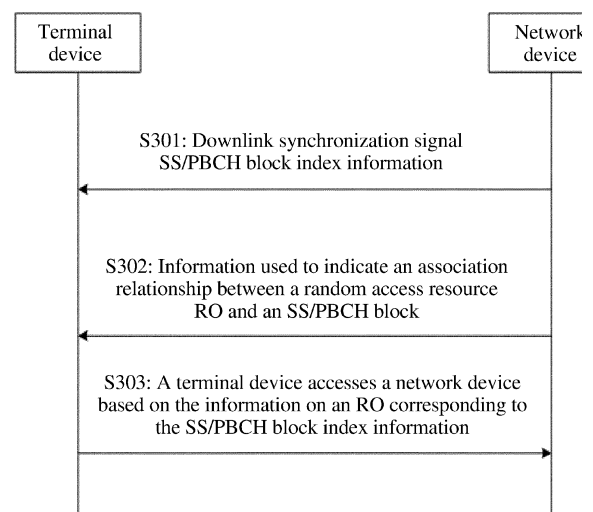 Terminal
device
Network
device
S301: Downlink synchronization signal
SS/PBCH block index information
S302: Information used to indicate an association
relationship between a random access resource
RO and an SS/PBCH block
S303: A terminal device accesses a network device
based on the information on an RO corresponding to
the SS/PBCH block index information